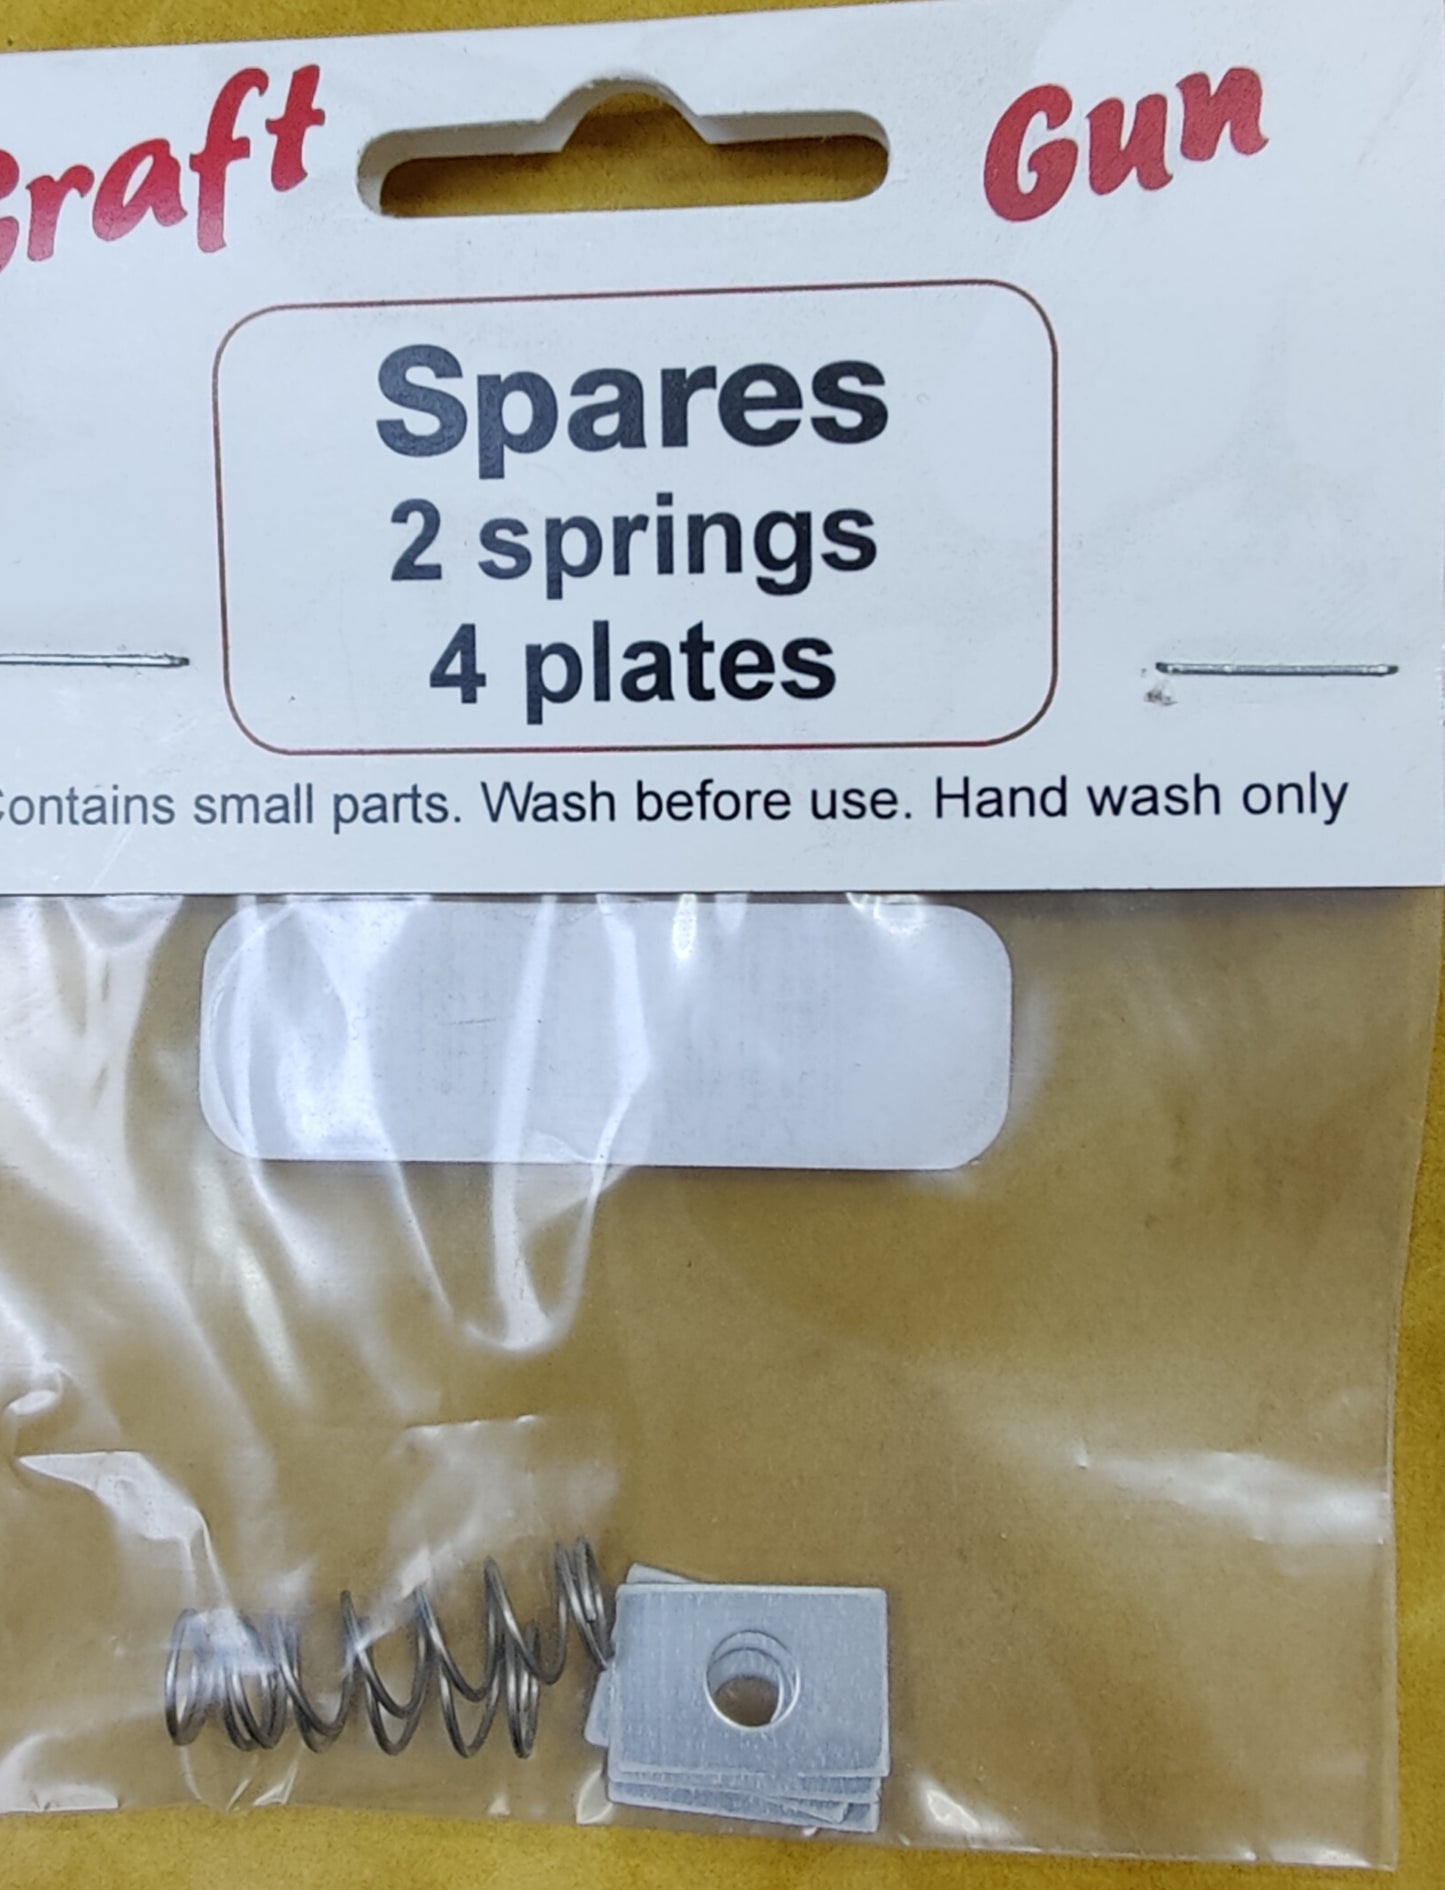 Craft Gun
Spares
2 springs
4 plates
Contains small parts. Wash before use. Hand wash only